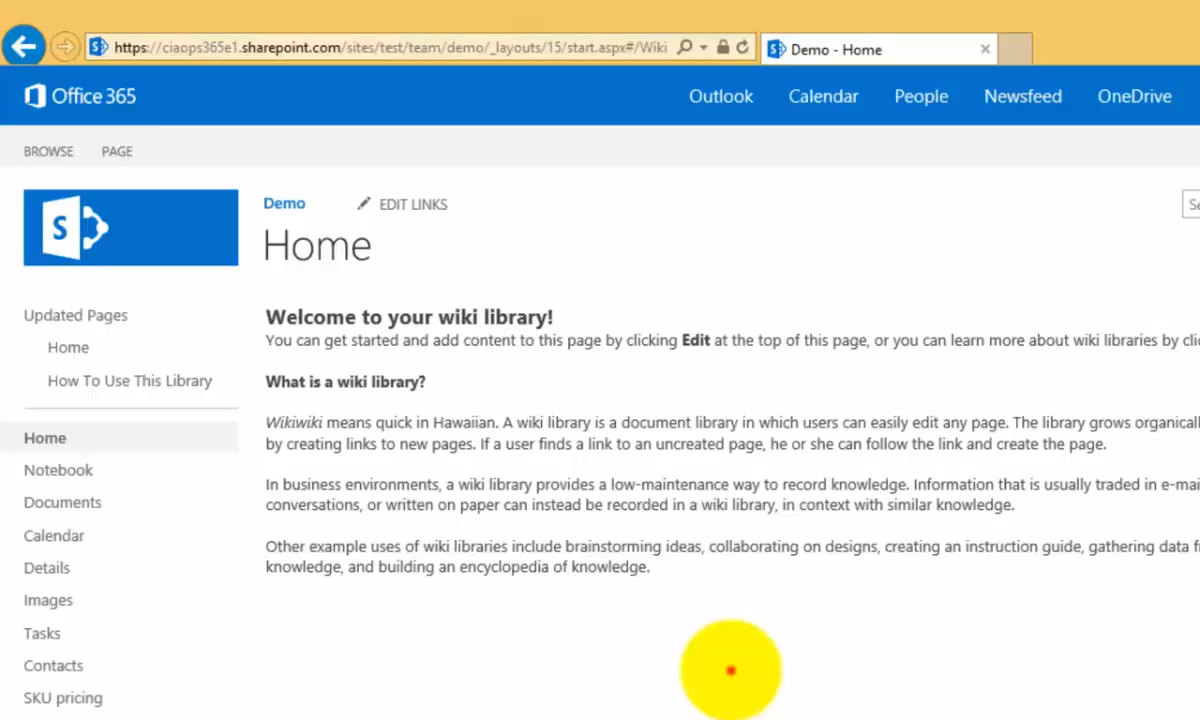 https://ciaops365e1.sharepoint.com/sites/test/team/demo/_layouts/15/start.aspx#/Wiki
Demo - Home
Office 365
Outlook
Calendar
People
Newsfeed
OneDrive
BROWSE
PAGE
S
Demo
EDIT LINKS
Home
Updated Pages
Home
How To Use This Library
Home
Notebook
Documents
Calendar
Details
Images
Tasks
Contacts
SKU pricing
Welcome to your wiki library!
You can get started and add content to this page by clicking Edit at the top of this page, or you can learn more about wiki libraries by
What is a wiki library?
Wikiwiki means quick in Hawaiian. A wiki library is a document library in which users can easily edit any page. The library grows
by creating links to new pages. If a user finds a link to an uncreated page, he or she can follow the link and create the page.
In business environments, a wiki library provides a low-maintenance way to record knowledge. Information that is usually traded in
conversations, or written on paper can instead be recorded in a wiki library, in context with similar knowledge.
Other example uses of wiki libraries include brainstorming ideas, collaborating on designs, creating an instruction guide, gathering data
knowledge, and building an encyclopedia of knowledge.